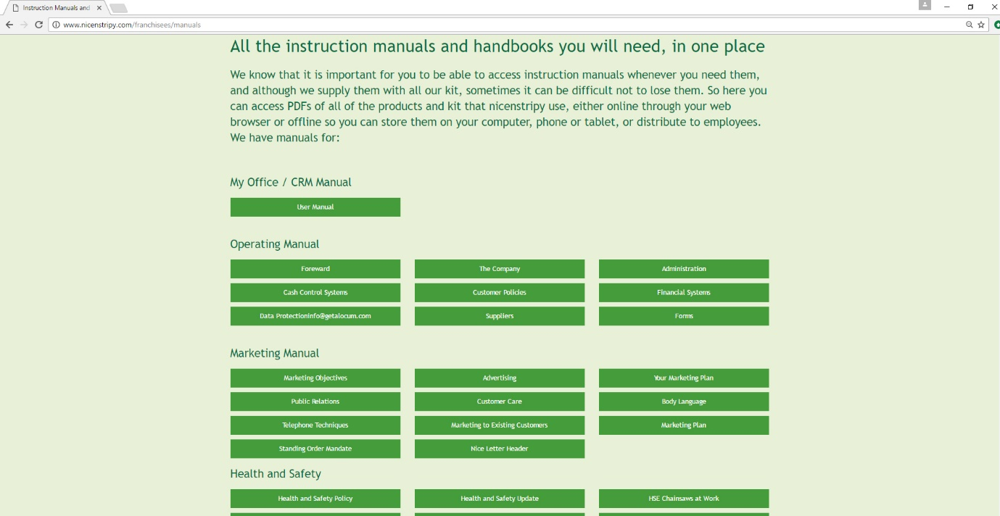 Instruction Manuals and
www.nicenstripy.com/franchisees/manuals
All the instruction manuals and handbooks you will need, in one place
We know that it is important for you to be able to access instruction manuals whenever you need them,
and although we supply them with all our kit, sometimes it can be difficult not to lose them. So here you
can access PDFs of all of the products and kit that nicenstripy use, either online through your web
browser or offline so you can store them on your computer, phone or tablet, or distribute to employees.
We have manuals for:
My Office / CRM Manual
User Manual
Operating Manual
Foreward
The Company
Administration
Cash Control Systems
Customer Policies
Financial Systems
Data Protectioninfo@getalocum.com
Suppliers
Forms
Marketing Manual
Marketing Objectives
Advertising
Your Marketing Plan
Public Relations
Customer Care
Body Language
Telephone Techniques
Marketing to Existing Customers
Marketing Plan
Standing Order Mandate
Nice Letter Header
Health and Safety
Health and Safety Policy
Health and Safety Update
HSE Chainsaws at Work